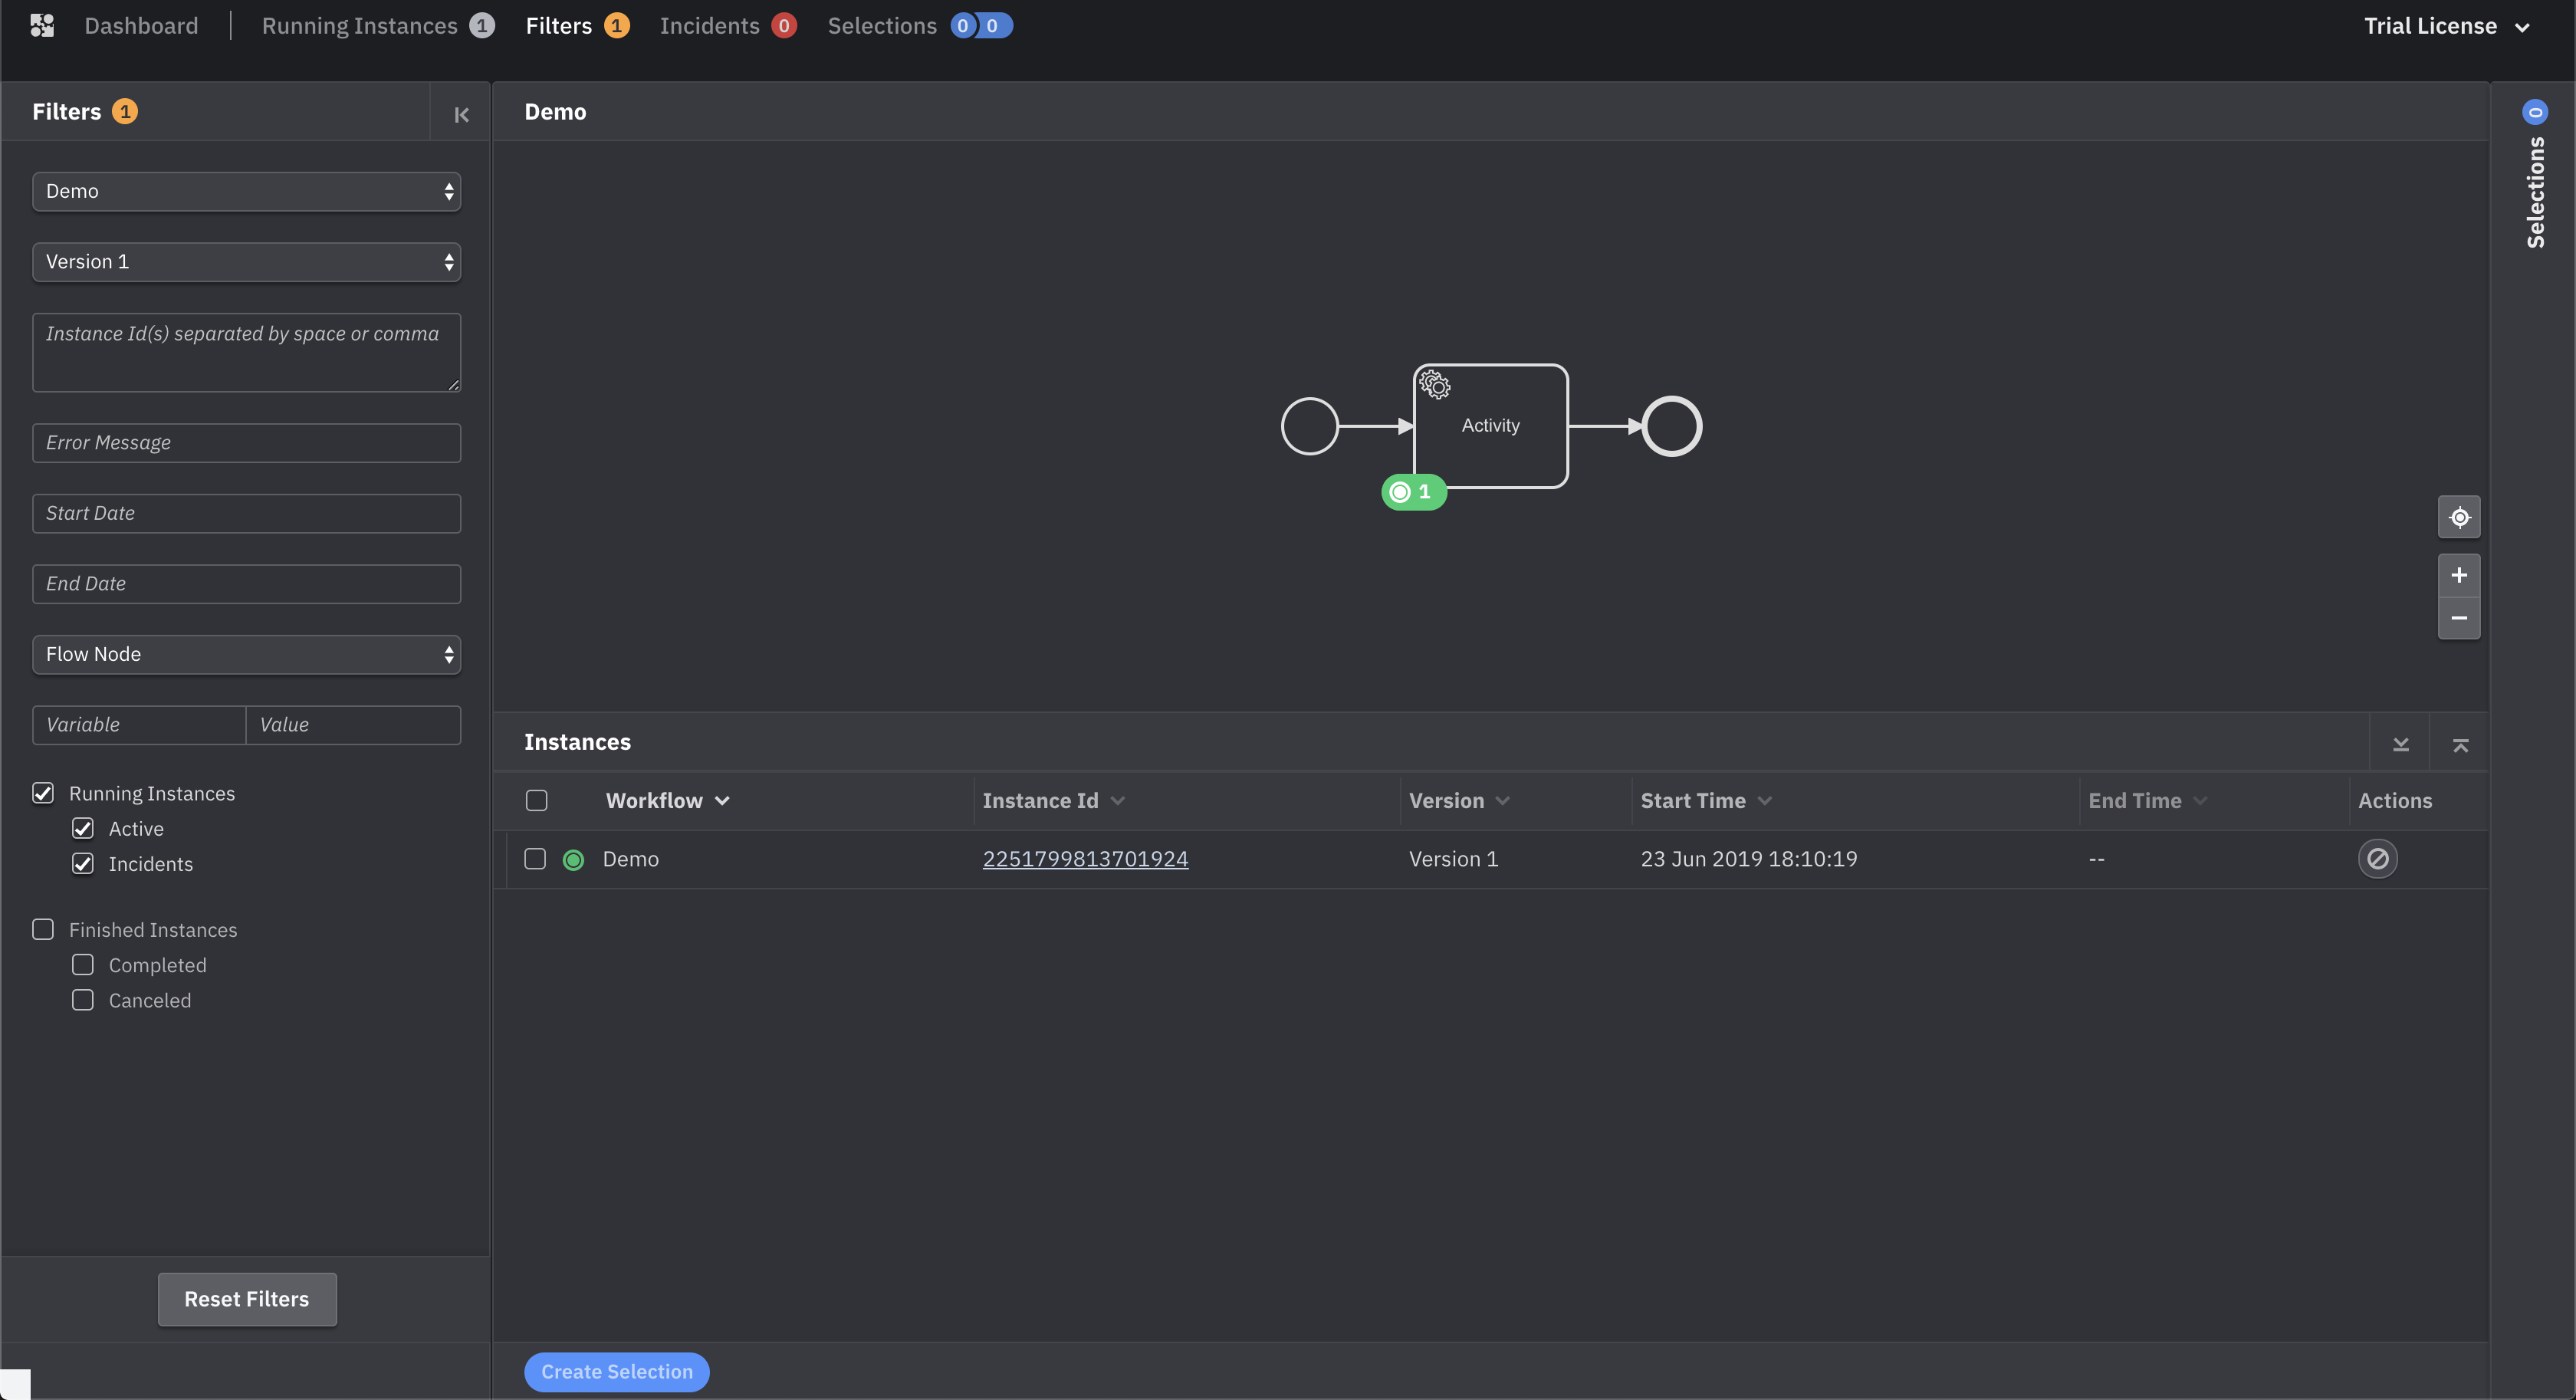 Dashboard Running Instances 1 Filters 1 Incidents 0 Selections 0 0 Trial License
Filters 1
Demo
Version 1
Instance Id(s) separated by space or comma
Error Message
Start Date
End Date
Flow Node
Variable Value
Running Instances
Active
Incidents
Finished Instances
Completed
Canceled
Reset Filters
Demo
Activity
1
Instances
Workflow Instance Id Version Start Time End Time Actions
Demo 2251799813701924 Version 1 23 Jun 2019 18:10:19 --
Create Selection
Selections 0